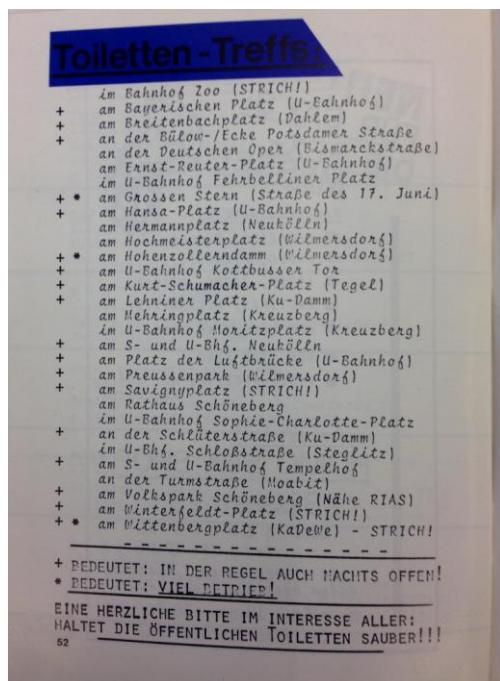 Toiletten-Treffs:
im Bahnhof Zoo (STRICH!)
+ am Bayerischen Platz (U-Bahnhof)
+ am Breitenbachplatz (Dahlem)
+ an der Bülow-/Ecke Potsdamer Straße
an der Deutschen Oper (Bismarckstraße)
am Ernst-Reuter-Platz (U-Bahnhof)
im U-Bahnhof Fehrbelliner Platz
+ * am Grossen Stern (Straße des 17. Juni)
+ am Hansa-Platz (U-Bahnhof)
am Hermannplatz (Neukölln)
am Hochmeisterplatz (Wilmersdorf)
+ * am Hohenzollerndamm (Wilmersdorf)
+ am U-Bahnhof Kottbusser Tor
+ am Kurt-Schumacher-Platz (Tegel)
+ am Lehniner Platz (Ku-Damm)
am Mehringplatz (Kreuzberg)
im U-Bahnhof Moritzplatz (Kreuzberg)
+ am S- und U-Bhf. Neukölln
+ am Platz der Luftbrücke (U-Bahnhof)
+ am Preussenpark (Wilmersdorf)
+ am Savignyplatz (STRICH!)
am Rathaus Schöneberg
im U-Bahnhof Sophie-Charlotte-Platz
+ an der Schlüterstraße (Ku-Damm)
im U-Bhf. Schloßstraße (Steglitz)
+ am S- und U-Bahnhof Tempelhof
an der Turmstraße (Moabit)
+ am Volkspark Schöneberg (Nähe RIAS)
+ am Winterfeldt-Platz (STRICH!)
+ * am Wittenbergplatz (KaDeWe) - STRICH!
+ BEDEUTET: IN DER REGEL AUCH NACHTS OFFEN!
* BEDEUTET: VIEL BETRIEB!
EINE HERZLICHE BITTE IM INTERESSE ALLER:
HALTET DIE ÖFFENTLICHEN TOILETTEN SAUBER!!!
52